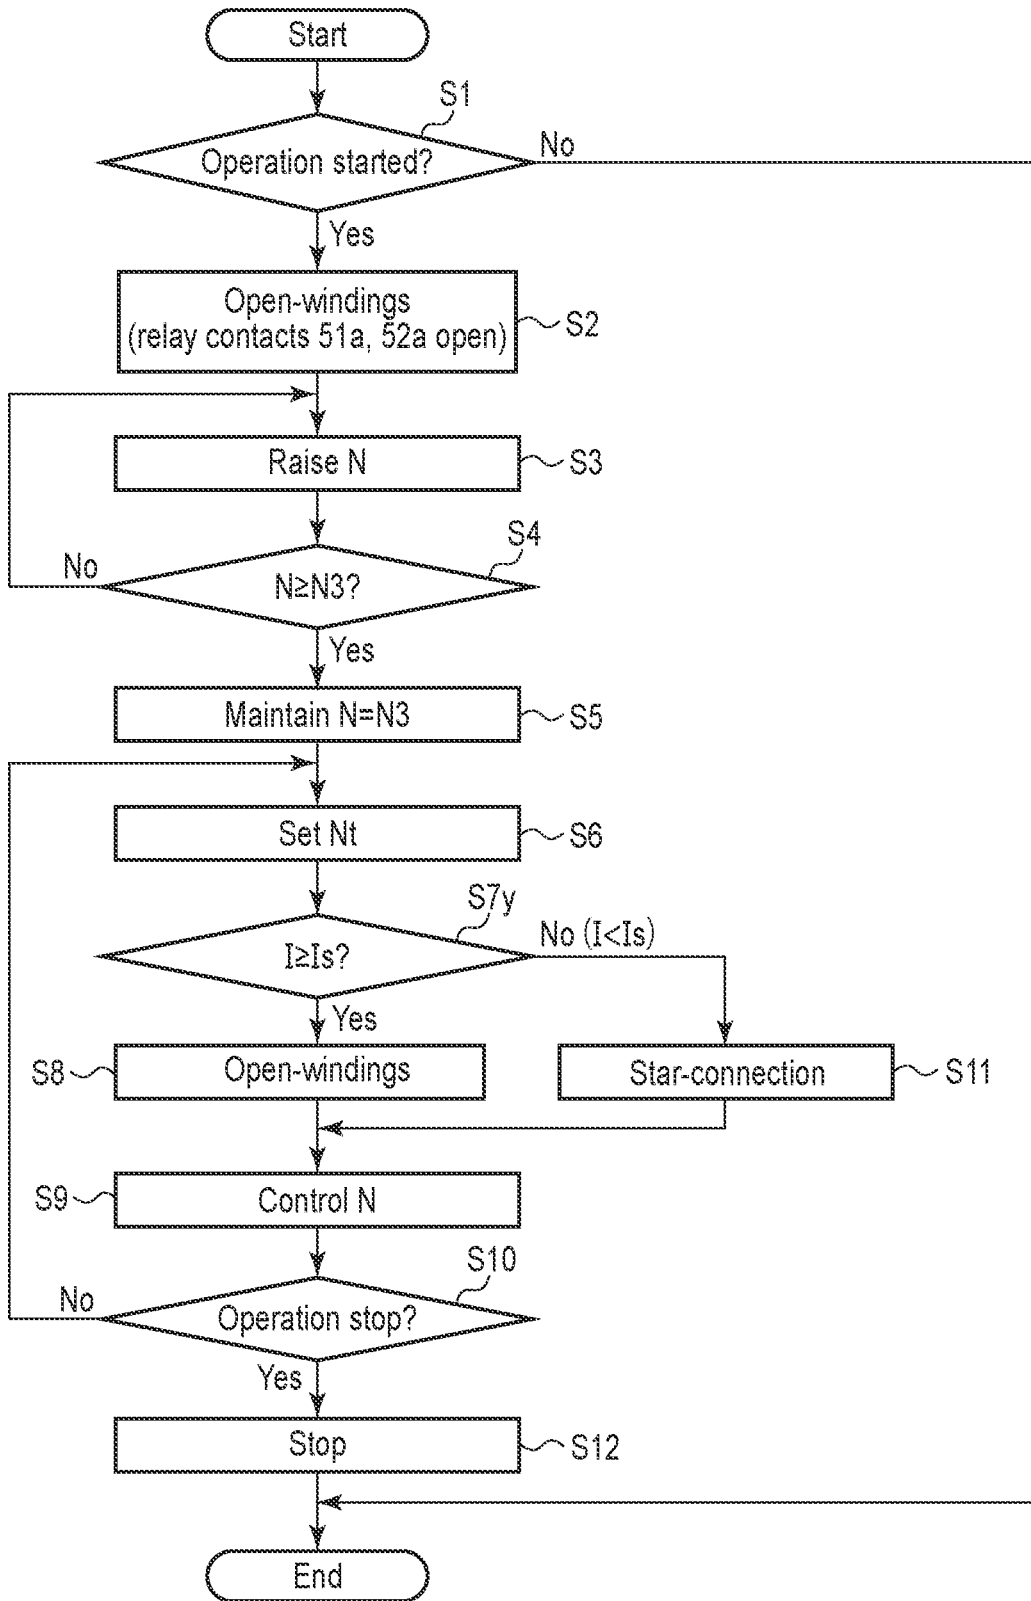 Start
S1
Operation started?
No
Yes
Open-windings
(relay contacts 51a, 52a open)
S2
Raise N
S3
S4
No
N≥N3?
Yes
Maintain N=N3
S5
Set Nt
S6
S7y
I≥Is?
No (I<Is)
Yes
S8
Open-windings
Star-connection
S11
S9
Control N
S10
No
Operation stop?
Yes
Stop
S12
End